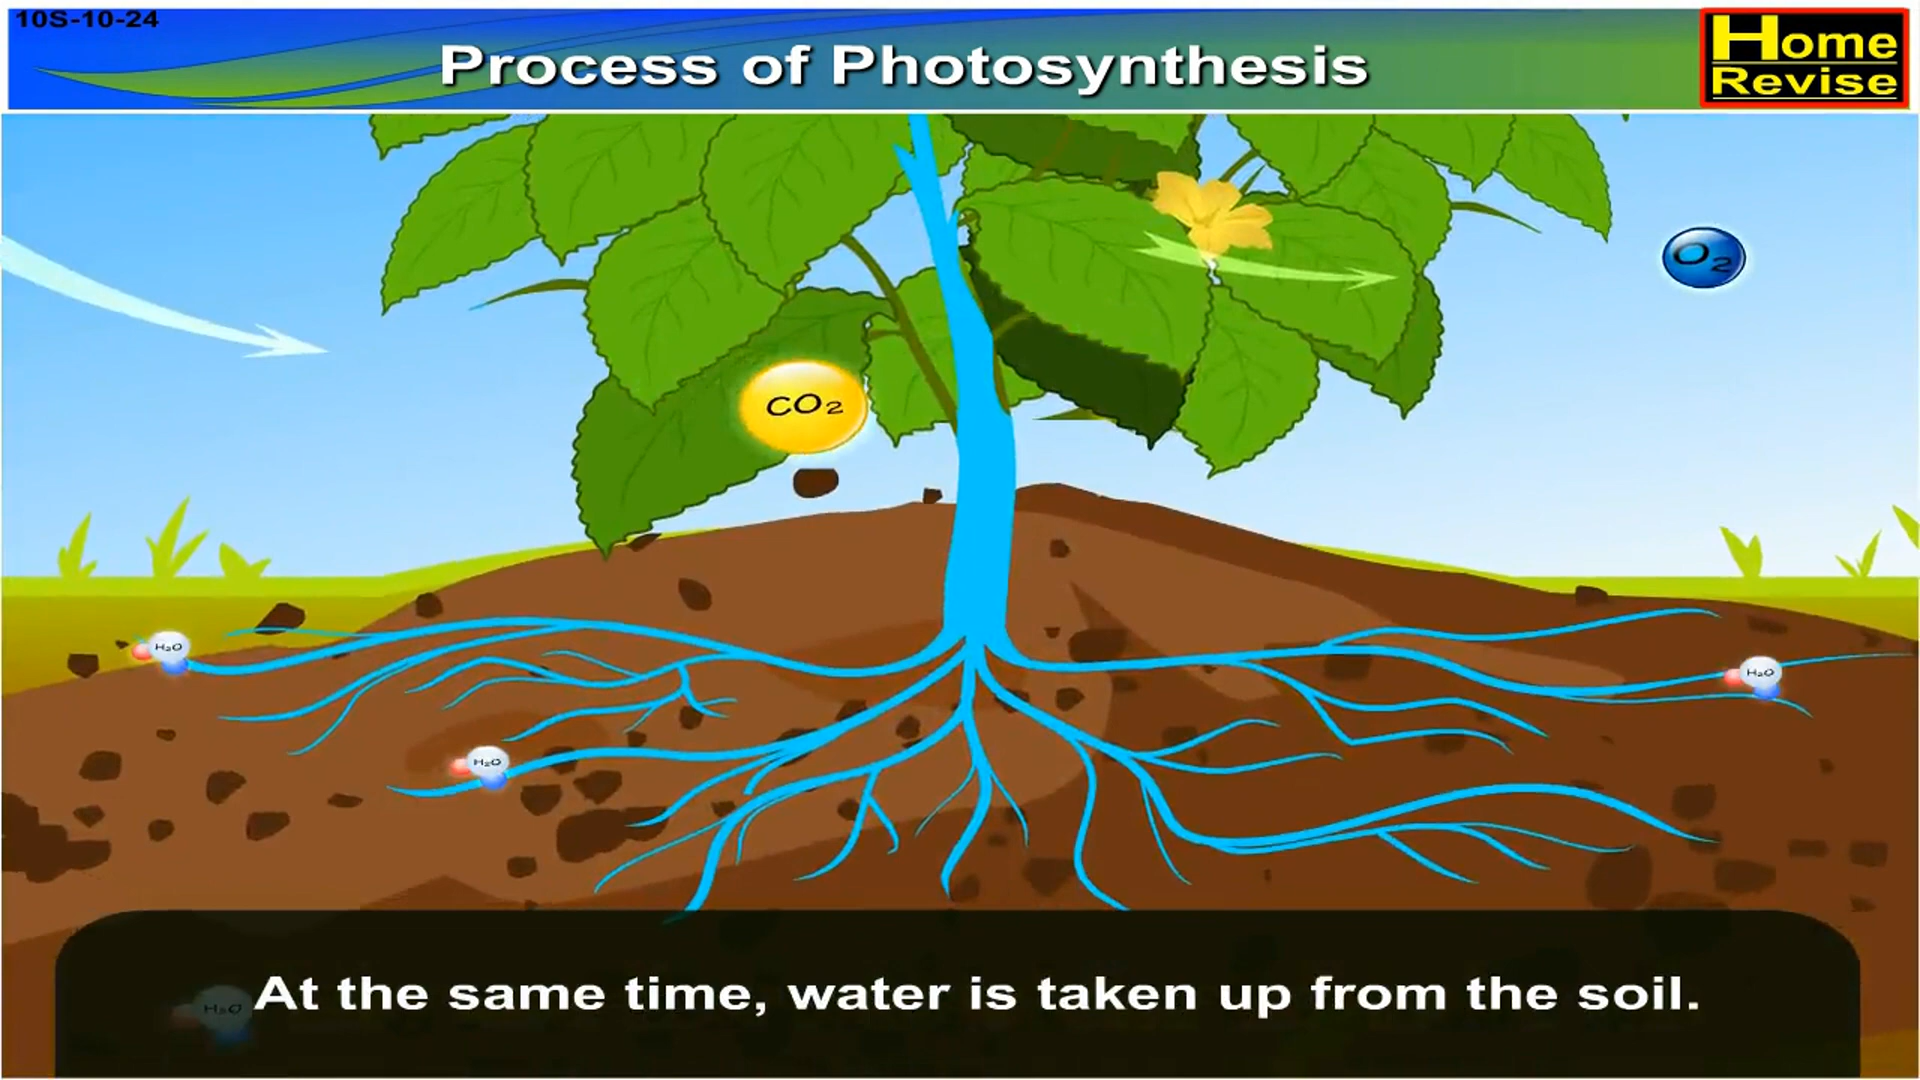 10S-10-24
Process of Photosynthesis
Home
Revise
O2
CO2
H2O
H2O
H2O
H2O
At the same time, water is taken up from the soil.